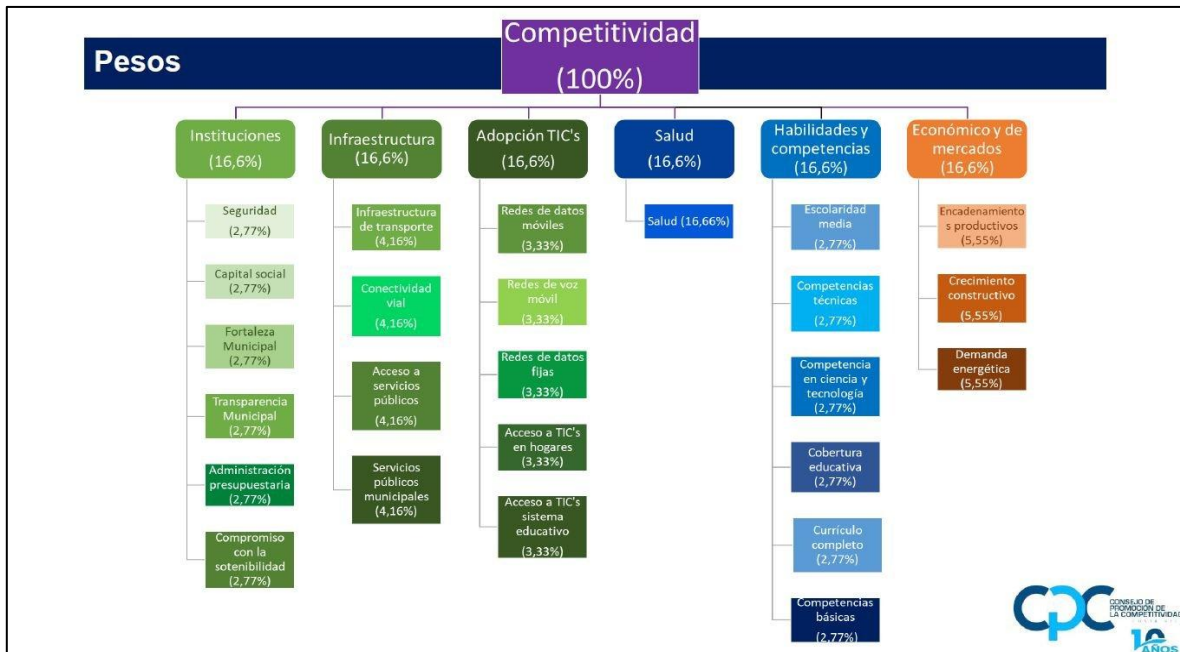 Pesos
Competitividad
(100%)
Instituciones
(16,6%)
Seguridad
(2,77%)
Capital social
(2,77%)
Fortaleza
Municipal
(2,77%)
Transparencia
Municipal
(2,77%)
Administración
presupuestaria
(2,77%)
Compromiso
con la
sotenibilidad
(2,77%)
Infraestructura
(16,6%)
Infraestructura
de transporte
(4,16%)
Conectividad
vial
(4,16%)
Acceso a
servicios
públicos
(4,16%)
Servicios
públicos
municipales
(4,16%)
Adopción TIC's
(16,6%)
Redes de datos
móviles
(3,33%)
Redes de voz
móvil
(3,33%)
Redes de datos
fijas
(3,33%)
Acceso a TIC's
en hogares
(3,33%)
Acceso a TIC's
sistema
educativo
(3,33%)
Salud
(16,6%)
Salud (16,66%)
Habilidades y
competencias
(16,6%)
Escolaridad
media
(2,77%)
Competencias
técnicas
(2,77%)
Competencia
en ciencia y
tecnología
(2,77%)
Cobertura
educativa
(2,77%)
Currículo
completo
(2,77%)
Competencias
básicas
(2,77%)
Económico y de
mercados
(16,6%)
Encadenamiento
s productivos
(5,55%)
Crecimiento
constructivo
(5,55%)
Demanda
energética
(5,55%)
CPC
CONSEJO DE
PROMOCIÓN DE
LA COMPETITIVIDAD
10
AÑOS